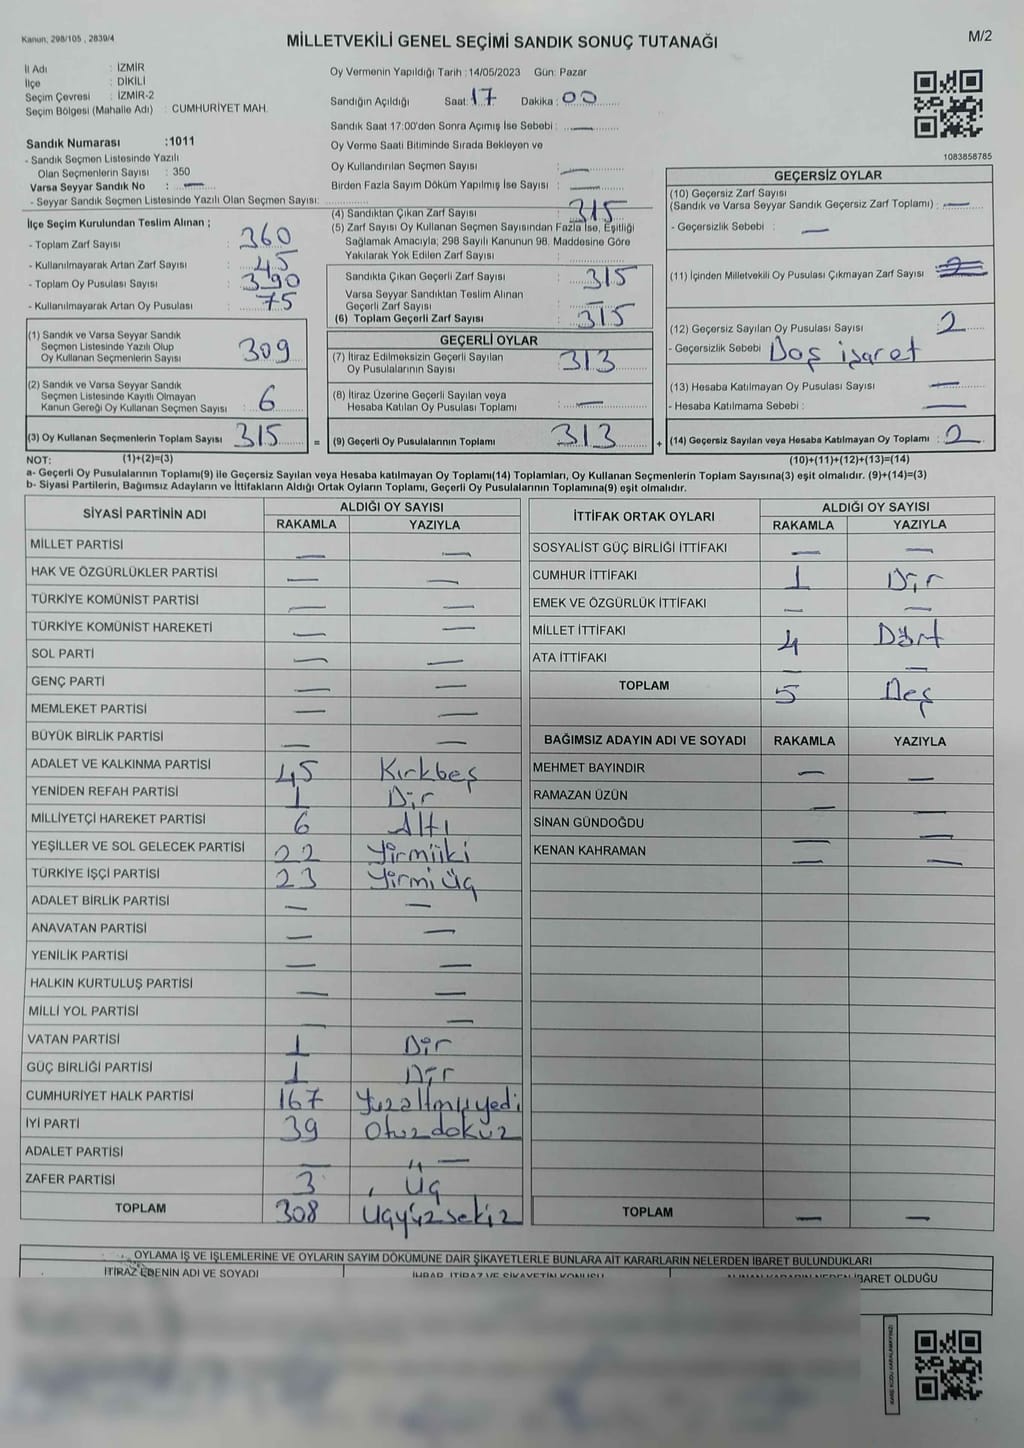 Kanun, 298/105 , 2839/4
MİLLETVEKİLİ GENEL SEÇİMİ SANDIK SONUÇ TUTANAĞI
M/2
İl Adı : İZMİR
İlçe : DİKİLİ
Seçim Çevresi : İZMİR-2
Seçim Bölgesi (Mahalle Adı) : CUMHURİYET MAH.
Oy Vermenin Yapıldığı Tarih : 14/05/2023 Gün: Pazar
Sandığın Açıldığı Saat: 17 Dakika : 00
Sandık Saat 17:00'den Sonra Açılmış İse Sebebi : —
Oy Verme Saati Bitiminde Sırada Bekleyen ve
Oy Kullandırılan Seçmen Sayısı : —
Birden Fazla Sayım Döküm Yapılmış İse Sayısı : —
1083858785
Sandık Numarası :1011
- Sandık Seçmen Listesinde Yazılı
Olan Seçmenlerin Sayısı : 350
Varsa Seyyar Sandık No : —
- Seyyar Sandık Seçmen Listesinde Yazılı Olan Seçmen Sayısı:
İlçe Seçim Kurulundan Teslim Alınan ;
- Toplam Zarf Sayısı : 360
- Kullanılmayarak Artan Zarf Sayısı : 45
- Toplam Oy Pusulası Sayısı : 390
- Kullanılmayarak Artan Oy Pusulası : 75
(1) Sandık ve Varsa Seyyar Sandık
Seçmen Listesinde Yazılı Olup
Oy Kullanan Seçmenlerin Sayısı : 309
(2) Sandık ve Varsa Seyyar Sandık
Seçmen Listesinde Kayıtlı Olmayan
Kanun Gereği Oy Kullanan Seçmen Sayısı : 6
(3) Oy Kullanan Seçmenlerin Toplam Sayısı : 315 =
(4) Sandıktan Çıkan Zarf Sayısı : 315
(5) Zarf Sayısı Oy Kullanan Seçmen Sayısından Fazla İse, Eşitliği
Sağlamak Amacıyla; 298 Sayılı Kanunun 98. Maddesine Göre
Yakılarak Yok Edilen Zarf Sayısı :
Sandıkta Çıkan Geçerli Zarf Sayısı : 315
Varsa Seyyar Sandıktan Teslim Alınan
Geçerli Zarf Sayısı : —
(6) Toplam Geçerli Zarf Sayısı : 315
GEÇERLİ OYLAR
(7) İtiraz Edilmeksizin Geçerli Sayılan
Oy Pusulalarının Sayısı : 313
(8) İtiraz Üzerine Geçerli Sayılan veya
Hesaba Katılan Oy Pusulası Toplamı : —
(9) Geçerli Oy Pusulalarının Toplamı : 313 +
GEÇERSİZ OYLAR
(10) Geçersiz Zarf Sayısı
(Sandık ve Varsa Seyyar Sandık Geçersiz Zarf Toplamı) : —
- Geçersizlik Sebebi : —
(11) İçinden Milletvekili Oy Pusulası Çıkmayan Zarf Sayısı :
(12) Geçersiz Sayılan Oy Pusulası Sayısı : 2
- Geçersizlik Sebebi : Boş işaret
(13) Hesaba Katılmayan Oy Pusulası Sayısı : —
- Hesaba Katılmama Sebebi : —
(14) Geçersiz Sayılan veya Hesaba Katılmayan Oy Toplamı : 2
NOT: (1)+(2)=(3) (10)+(11)+(12)+(13)=(14)
a- Geçerli Oy Pusulalarının Toplamı(9) ile Geçersiz Sayılan veya Hesaba katılmayan Oy Toplamı(14) Toplamları, Oy Kullanan Seçmenlerin Toplam Sayısına(3) eşit olmalıdır. (9)+(14)=(3)
b- Siyasi Partilerin, Bağımsız Adayların ve İttifakların Aldığı Ortak Oyların Toplamı, Geçerli Oy Pusulalarının Toplamına(9) eşit olmalıdır.
SİYASİ PARTİNİN ADI ALDIĞI OY SAYISI
RAKAMLA YAZIYLA
MİLLET PARTİSİ — —
HAK VE ÖZGÜRLÜKLER PARTİSİ — —
TÜRKİYE KOMÜNİST PARTİSİ — —
TÜRKİYE KOMÜNİST HAREKETİ — —
SOL PARTİ — —
GENÇ PARTİ — —
MEMLEKET PARTİSİ — —
BÜYÜK BİRLİK PARTİSİ — —
ADALET VE KALKINMA PARTİSİ 45 Kırkbeş
YENİDEN REFAH PARTİSİ 1 Bir
MİLLİYETÇİ HAREKET PARTİSİ 6 Altı
YEŞİLLER VE SOL GELECEK PARTİSİ 22 Yirmiiki
TÜRKİYE İŞÇİ PARTİSİ 23 Yirmi üç
ADALET BİRLİK PARTİSİ — —
ANAVATAN PARTİSİ — —
YENİLİK PARTİSİ — —
HALKIN KURTULUŞ PARTİSİ — —
MİLLİ YOL PARTİSİ — —
VATAN PARTİSİ 1 Bir
GÜÇ BİRLİĞİ PARTİSİ 1 Bir
CUMHURİYET HALK PARTİSİ 167 Yüzaltmışyedi
İYİ PARTİ 39 Otuzdokuz
ADALET PARTİSİ — —
ZAFER PARTİSİ 3 Üç
TOPLAM 308 Üçyüzsekiz
İTTİFAK ORTAK OYLARI ALDIĞI OY SAYISI
RAKAMLA YAZIYLA
SOSYALİST GÜÇ BİRLİĞİ İTTİFAKI — —
CUMHUR İTTİFAKI 1 Bir
EMEK VE ÖZGÜRLÜK İTTİFAKI — —
MİLLET İTTİFAKI 4 Dört
ATA İTTİFAKI — —
TOPLAM 5 Beş
BAĞIMSIZ ADAYIN ADI VE SOYADI RAKAMLA YAZIYLA
MEHMET BAYINDIR — —
RAMAZAN ÜZÜN — —
SİNAN GÜNDOĞDU — —
KENAN KAHRAMAN — —
TOPLAM — —
OYLAMA İŞ VE İŞLEMLERİNE VE OYLARIN SAYIM DÖKÜMÜNE DAİR ŞİKAYETLERLE BUNLARA AİT KARARLARIN NELERDEN İBARET BULUNDUKLARI
İTİRAZ EDENİN ADI VE SOYADI
İHBAR, İTİRAZ VE ŞİKAYETİN KONUSU
ALINAN KARARIN NEDEN İBARET OLDUĞU